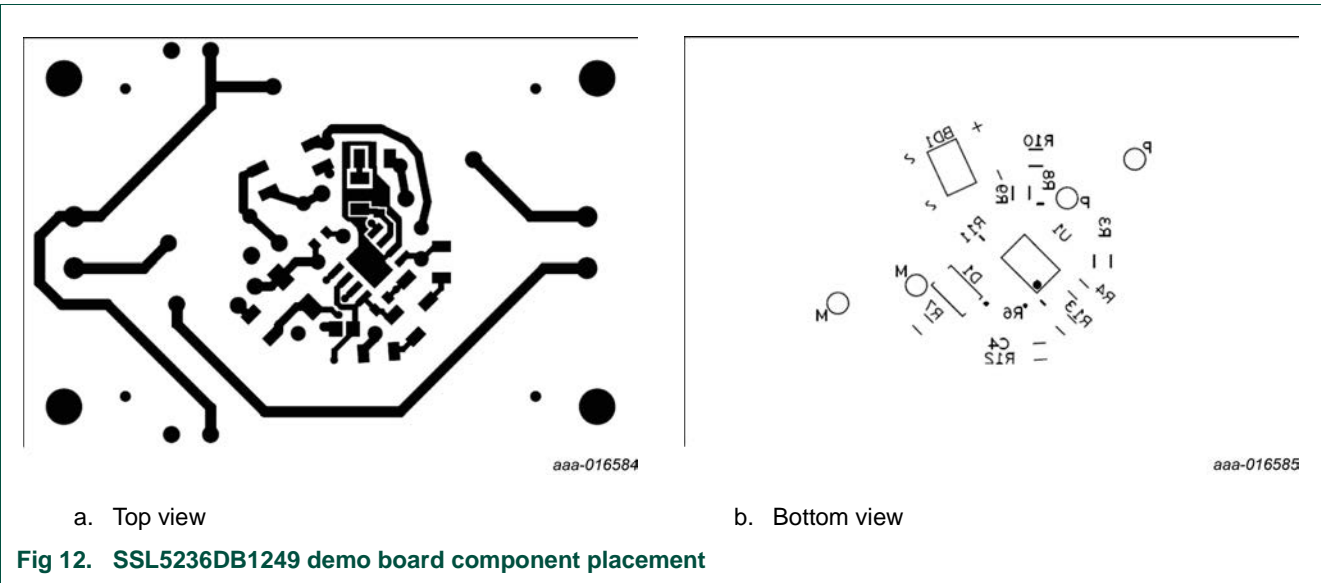 BD1
+
~
~
-
R10
R8
R9
P
P
R11
U1
R3
D1
M
M
R7
R6
R4
R13
C4
R12
aaa-016584
aaa-016585
a. Top view
b. Bottom view
Fig 12. SSL5236DB1249 demo board component placement